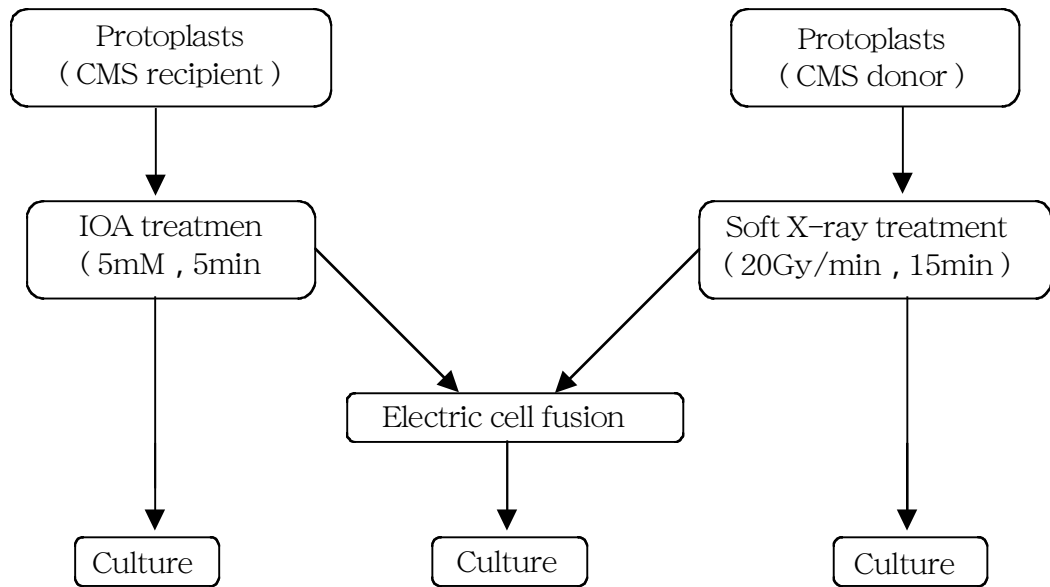 Protoplasts
( CMS recipient )
Protoplasts
( CMS donor )
IOA treatmen
( 5mM , 5min
Soft X-ray treatment
( 20Gy/min , 15min )
Electric cell fusion
Culture
Culture
Culture